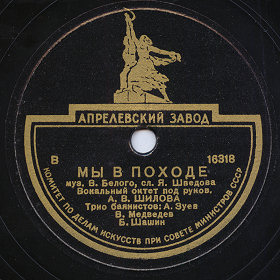 АПРЕЛЕВСКИЙ ЗАВОД
В 16318
МЫ В ПОХОДЕ
муз. В. Белого, сл. Я. Шведова
Вокальный октет под руков.
А. В. ШИЛОВА
Трио баянистов: А. Зуев
В. Медведев
Б. Шашин
КОМИТЕТ ПО ДЕЛАМ ИСКУССТВ ПРИ СОВЕТЕ МИНИСТРОВ СССР